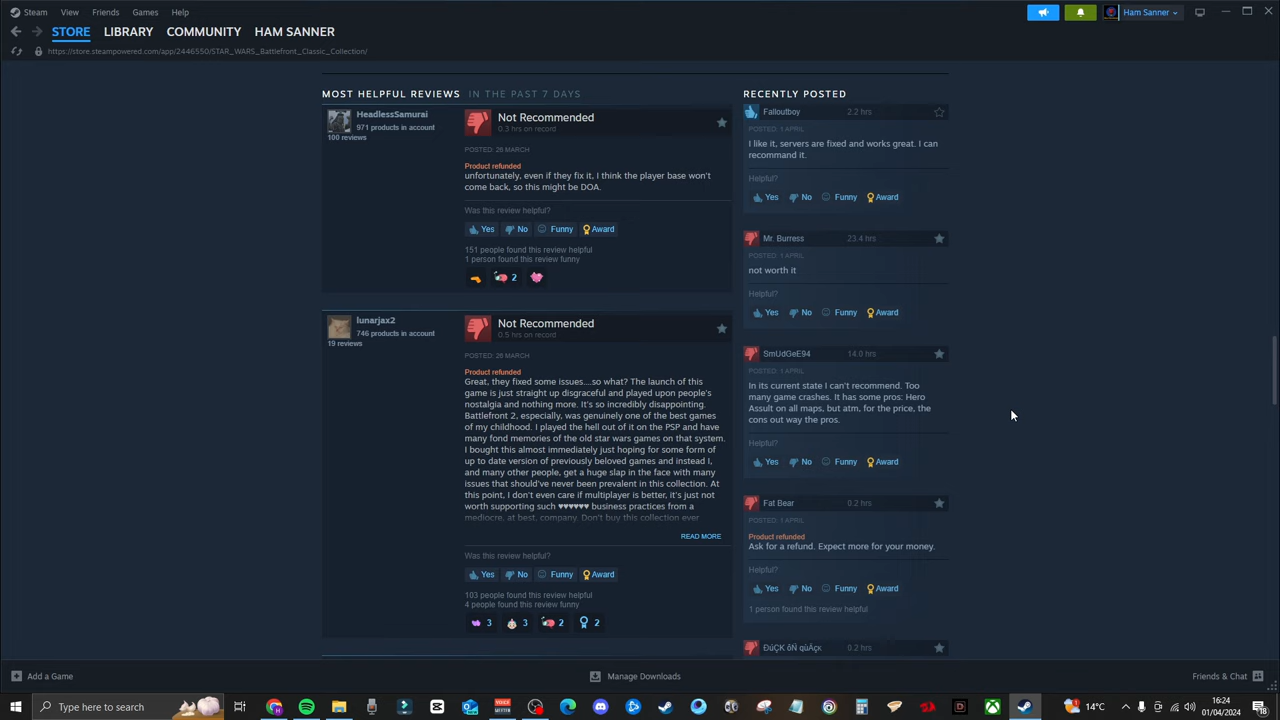 Steam View Friends Games Help
Ham Sanner
STORE LIBRARY COMMUNITY HAM SANNER
https://store.steampowered.com/app/2446550/STAR_WARS_Battlefront_Classic_Collection/
MOST HELPFUL REVIEWS IN THE PAST 7 DAYS
HeadlessSamurai
971 products in account
100 reviews
Not Recommended
0.3 hrs on record
POSTED: 26 MARCH
Product refunded
unfortunately, even if they fix it, I think the player base won't
come back, so this might be DOA.
Was this review helpful?
Yes No Funny Award
151 people found this review helpful
1 person found this review funny
2
lunarjax2
746 products in account
19 reviews
Not Recommended
0.5 hrs on record
POSTED: 26 MARCH
Product refunded
Great, they fixed some issues....so what? The launch of this
game is just straight up disgraceful and played upon people's
nostalgia and nothing more. It's so incredibly disappointing.
Battlefront 2, especially, was genuinely one of the best games
of my childhood. I played the hell out of it on the PSP and have
many fond memories of the old star wars games on that system.
I bought this almost immediately just hoping for some form of
up to date version of previously beloved games and instead I,
and many other people, get a huge slap in the face with many
issues that should've never been prevalent in this collection. At
this point, I don't even care if multiplayer is better, it's just not
worth supporting such ♥♥♥♥♥♥ business practices from a
mediocre, at best, company. Don't buy this collection ever
READ MORE
Was this review helpful?
Yes No Funny Award
103 people found this review helpful
4 people found this review funny
3 3 2 2
RECENTLY POSTED
Falloutboy 2.2 hrs
POSTED: 1 APRIL
I like it, servers are fixed and works great. I can
recommand it.
Helpful?
Yes No Funny Award
Mr. Burress 23.4 hrs
POSTED: 1 APRIL
not worth it
Helpful?
Yes No Funny Award
SmUdGeE94 14.0 hrs
POSTED: 1 APRIL
In its current state I can't recommend. Too
many game crashes. It has some pros: Hero
Assult on all maps, but atm, for the price, the
cons out way the pros.
Helpful?
Yes No Funny Award
Fat Bear 0.2 hrs
POSTED: 1 APRIL
Product refunded
Ask for a refund. Expect more for your money.
Helpful?
Yes No Funny Award
1 person found this review helpful
0.2 hrs
Add a Game Manage Downloads Friends & Chat
Type here to search
14°C
16:24
01/04/2024